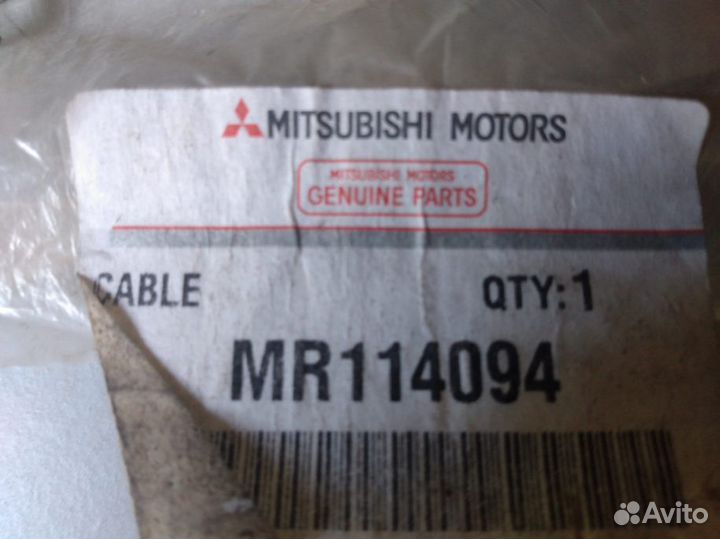 MITSUBISHI MOTORS
MITSUBISHI MOTORS
GENUINE PARTS
CABLE QTY:1
MR114094
Avito